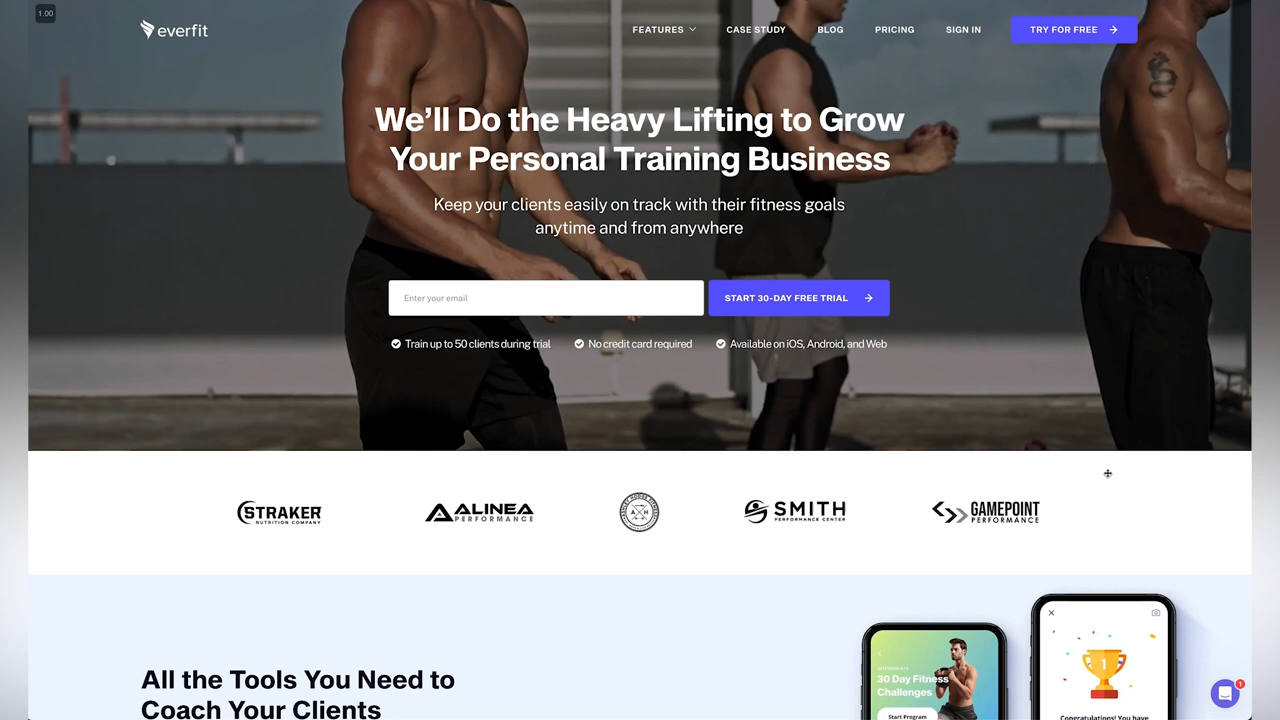 1.00
everfit
FEATURES
CASE STUDY
BLOG
PRICING
SIGN IN
TRY FOR FREE
We’ll Do the Heavy Lifting to Grow
Your Personal Training Business
Keep your clients easily on track with their fitness goals
anytime and from anywhere
Enter your email
START 30-DAY FREE TRIAL
Train up to 50 clients during trial
No credit card required
Available on iOS, Android, and Web
STRAKER
NUTRITION COMPANY
ALINEA
PERFORMANCE
A H
SMITH
PERFORMANCE CENTER
GAMEPOINT
PERFORMANCE
All the Tools You Need to
Coach Your Clients
30 Day Fitness
Challenges
Start Program
1
Congratulations! You have
1